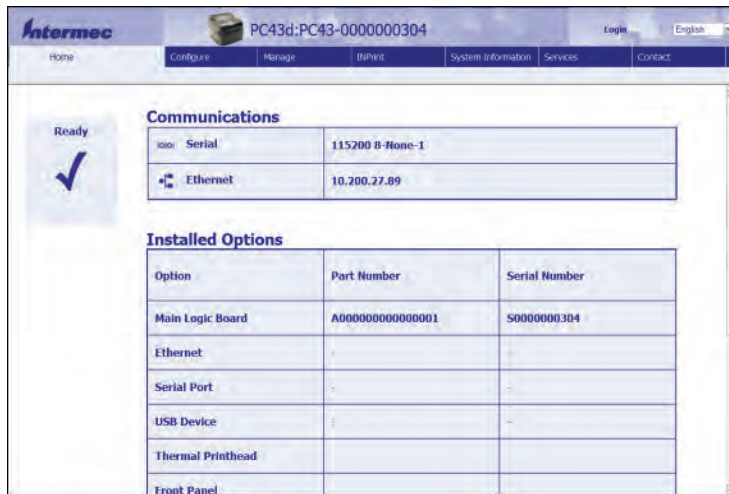 Intermec PC43d:PC43-0000000304 Login English
Home Configure Manage INPrint System Information Services Contact
Ready
Communications
Serial 115200 8-None-1
Ethernet 10.200.27.89
Installed Options
Option Part Number Serial Number
Main Logic Board A000000000000001 S0000000304
Ethernet - -
Serial Port - -
USB Device - -
Thermal Printhead
Front Panel